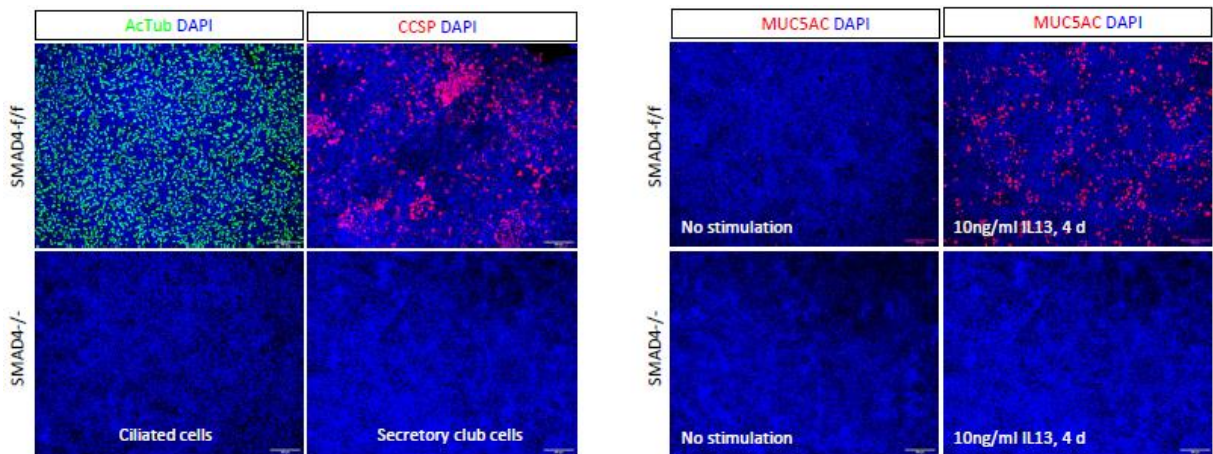 AcTub DAPI
CCSP DAPI
MUC5AC DAPI
MUC5AC DAPI
SMAD4-f/f
SMAD4-f/f
No stimulation
10ng/ml IL13, 4 d
SMAD4-/-
Ciliated cells
Secretory club cells
SMAD4-/-
No stimulation
10ng/ml IL13, 4 d